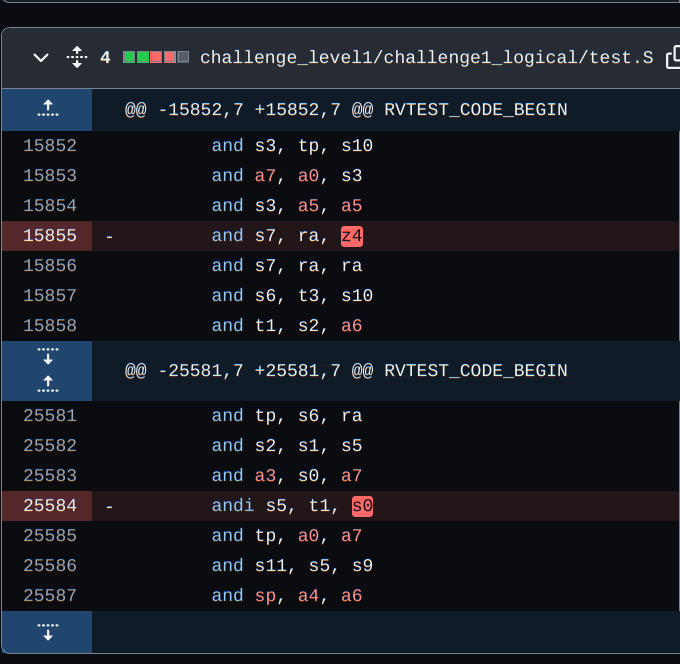 4 challenge_level1/challenge1_logical/test.S
@@ -15852,7 +15852,7 @@ RVTEST_CODE_BEGIN
15852 and s3, tp, s10
15853 and a7, a0, s3
15854 and s3, a5, a5
15855 - and s7, ra, z4
15856 and s7, ra, ra
15857 and s6, t3, s10
15858 and t1, s2, a6
@@ -25581,7 +25581,7 @@ RVTEST_CODE_BEGIN
25581 and tp, s6, ra
25582 and s2, s1, s5
25583 and a3, s0, a7
25584 - andi s5, t1, s0
25585 and tp, a0, a7
25586 and s11, s5, s9
25587 and sp, a4, a6